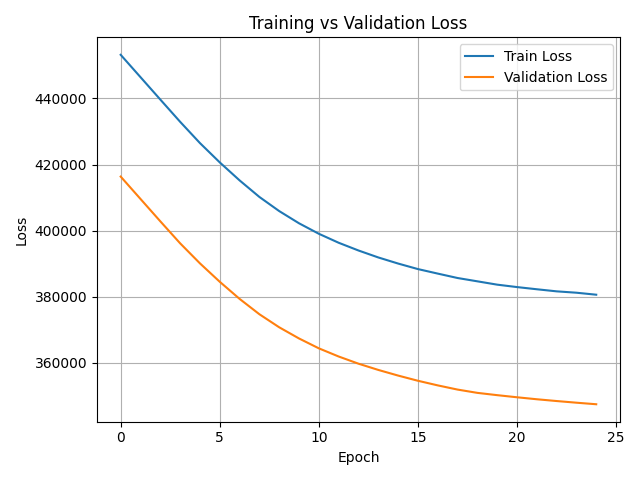 Training vs Validation Loss
Train Loss
Validation Loss
440000
420000
400000
380000
360000
Loss
0 5 10 15 20 25
Epoch